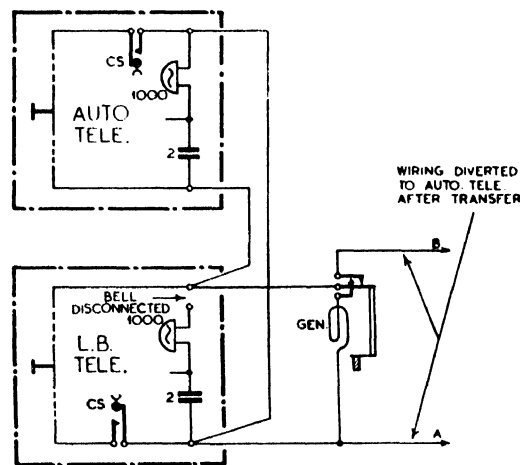 CS
1000
AUTO
TELE.
2
WIRING DIVERTED
TO AUTO. TELE.
AFTER TRANSFER
B
BELL
DISCONNECTED
1000
GEN.
L.B.
TELE.
2
CS
A